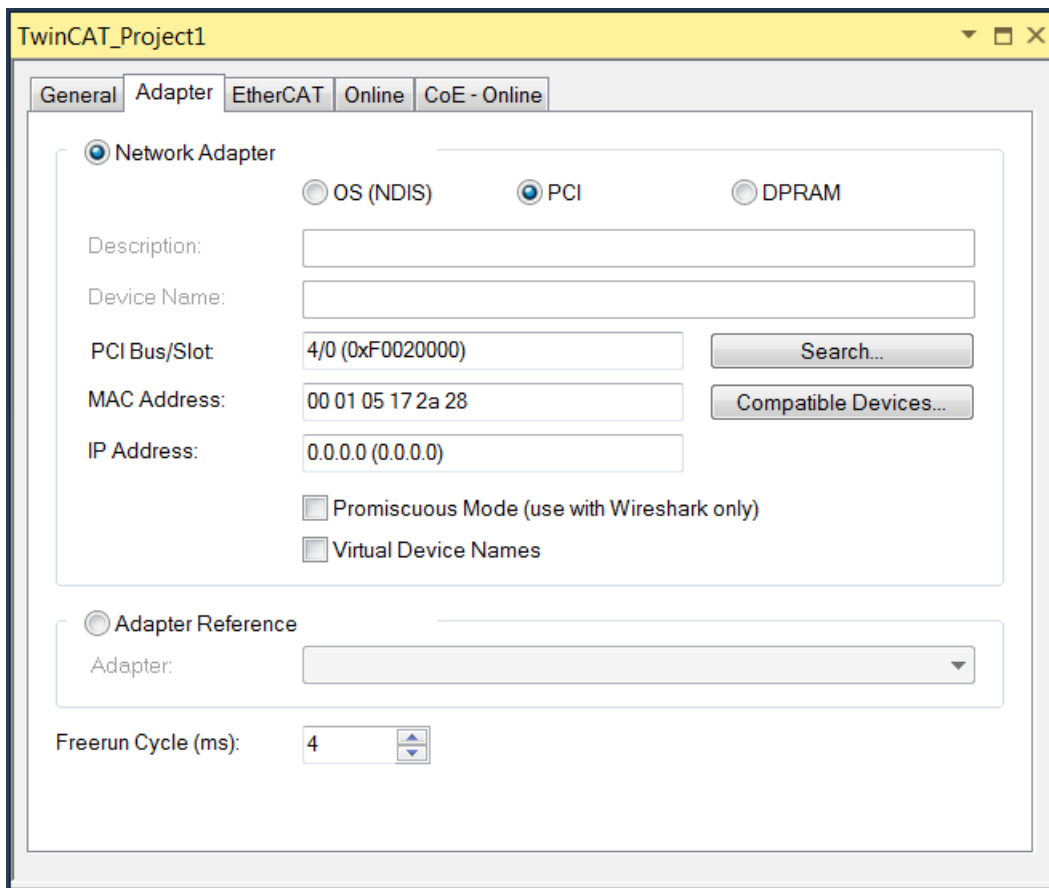 TwinCAT_Project1
General Adapter EtherCAT Online CoE - Online
Network Adapter
OS (NDIS) PCI DPRAM
Description:
Device Name:
PCI Bus/Slot: 4/0 (0xF0020000) Search...
MAC Address: 00 01 05 17 2a 28 Compatible Devices...
IP Address: 0.0.0.0 (0.0.0.0)
Promiscuous Mode (use with Wireshark only)
Virtual Device Names
Adapter Reference
Adapter:
Freerun Cycle (ms): 4